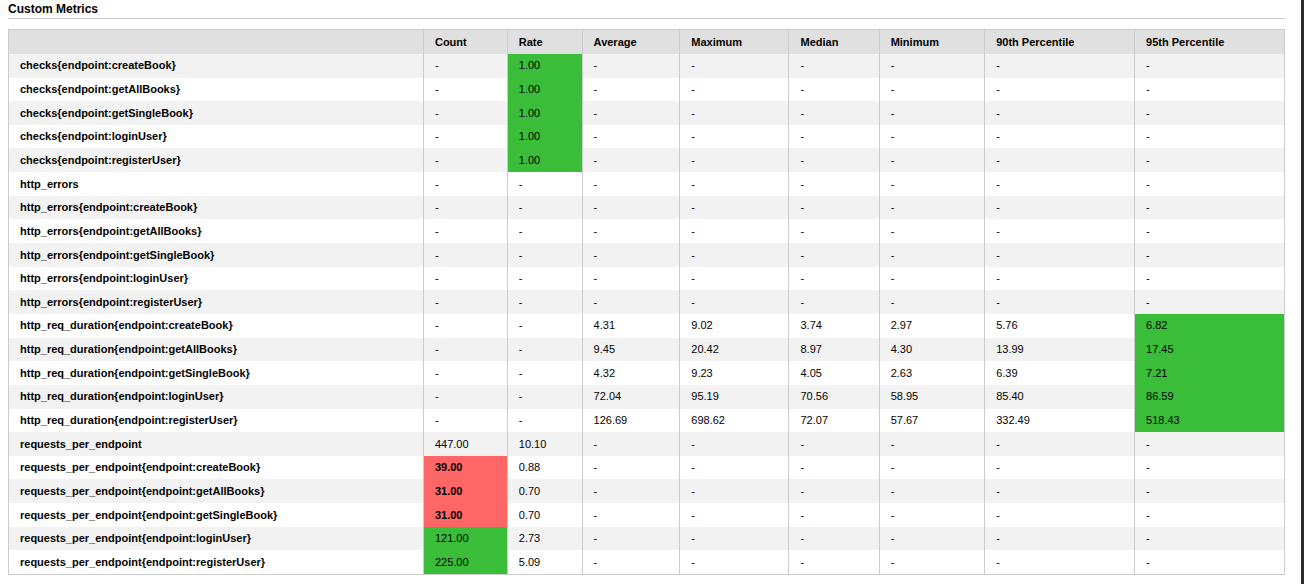 Custom Metrics
Count Rate Average Maximum Median Minimum 90th Percentile 95th Percentile
checks{endpoint:createBook} - 1.00 - - - - - -
checks{endpoint:getAllBooks} - 1.00 - - - - - -
checks{endpoint:getSingleBook} - 1.00 - - - - - -
checks{endpoint:loginUser} - 1.00 - - - - - -
checks{endpoint:registerUser} - 1.00 - - - - - -
http_errors - - - - - - - -
http_errors{endpoint:createBook} - - - - - - - -
http_errors{endpoint:getAllBooks} - - - - - - - -
http_errors{endpoint:getSingleBook} - - - - - - - -
http_errors{endpoint:loginUser} - - - - - - - -
http_errors{endpoint:registerUser} - - - - - - - -
http_req_duration{endpoint:createBook} - - 4.31 9.02 3.74 2.97 5.76 6.82
http_req_duration{endpoint:getAllBooks} - - 9.45 20.42 8.97 4.30 13.99 17.45
http_req_duration{endpoint:getSingleBook} - - 4.32 9.23 4.05 2.63 6.39 7.21
http_req_duration{endpoint:loginUser} - - 72.04 95.19 70.56 58.95 85.40 86.59
http_req_duration{endpoint:registerUser} - - 126.69 698.62 72.07 57.67 332.49 518.43
requests_per_endpoint 447.00 10.10 - - - - - -
requests_per_endpoint{endpoint:createBook} 39.00 0.88 - - - - - -
requests_per_endpoint{endpoint:getAllBooks} 31.00 0.70 - - - - - -
requests_per_endpoint{endpoint:getSingleBook} 31.00 0.70 - - - - - -
requests_per_endpoint{endpoint:loginUser} 121.00 2.73 - - - - - -
requests_per_endpoint{endpoint:registerUser} 225.00 5.09 - - - - - -